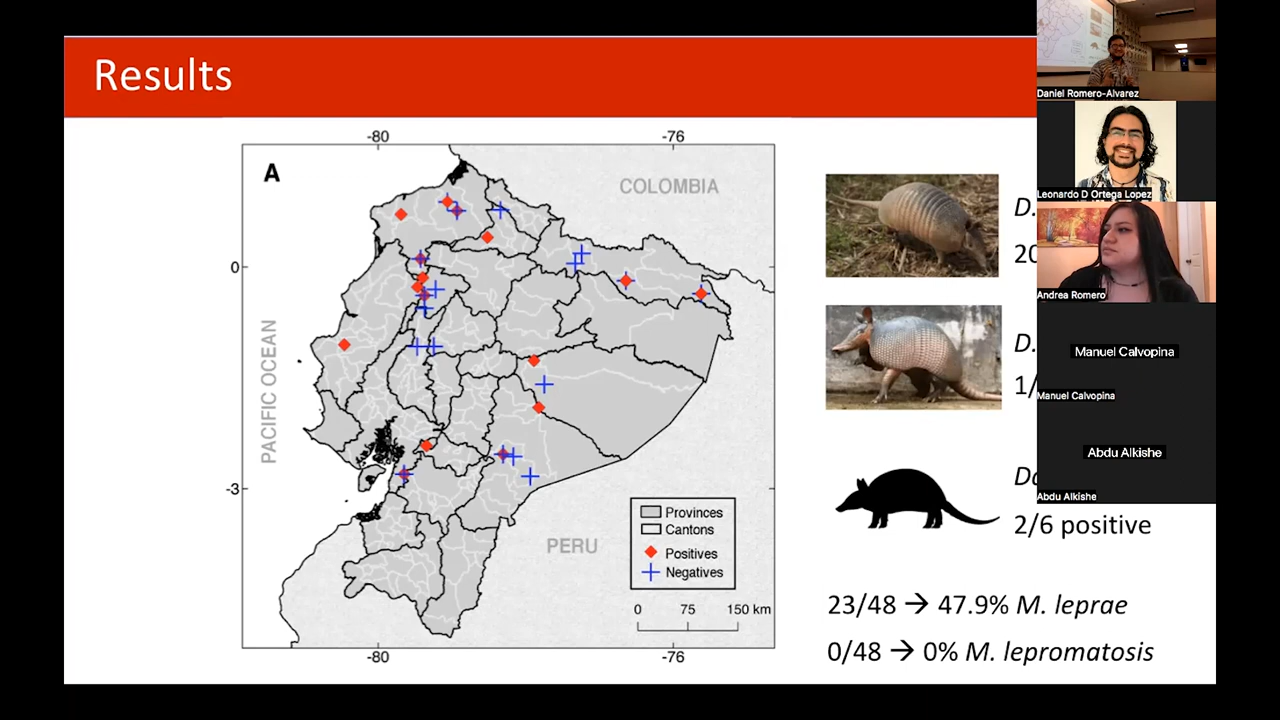 Results
-80
-76
A
COLOMBIA
0
PACIFIC OCEAN
-3
PERU
Provinces
Cantons
Positives
Negatives
0 75 150 km
-80
-76
D.
20
D.
1/
2/6 positive
23/48 → 47.9% M. leprae
0/48 → 0% M. lepromatosis
Daniel Romero-Alvarez
Leonardo D Ortega Lopez
Andrea Romero
Manuel Calvopina
Manuel Calvopina
Abdu Alkishe
Abdu Alkishe